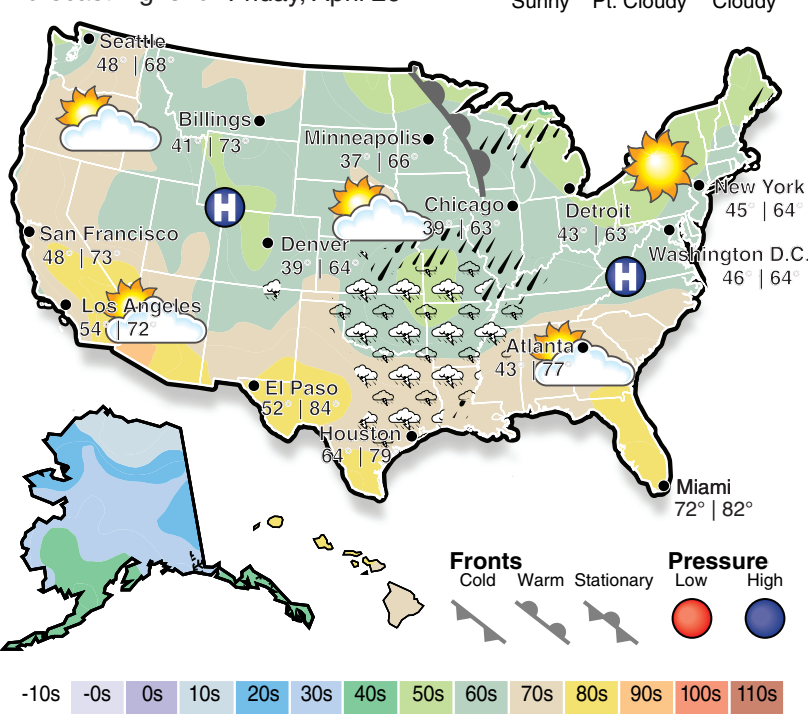 Friday, April
Sunny Pt. Cloudy Cloudy
Seattle
48° | 68°
Billings
41° | 73°
Minneapolis
37° | 66°
Chicago
39° | 63°
Detroit
43° | 63°
New York
45° | 64°
Washington D.C.
46° | 64°
San Francisco
48° | 73°
H
Denver
39° | 64°
H
Los Angeles
54° | 72°
Atlanta
43° | 77°
El Paso
52° | 84°
Houston
64° | 79°
Miami
72° | 82°
Fronts Pressure
Cold Warm Stationary Low High
-10s -0s 0s 10s 20s 30s 40s 50s 60s 70s 80s 90s 100s 110s